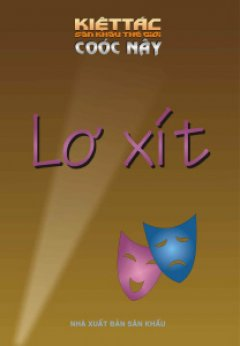 KIỆT TÁC
SÂN KHẤU THẾ GIỚI
COÓC NÂY
Lơ xít
NHÀ XUẤT BẢN SÂN KHẤU